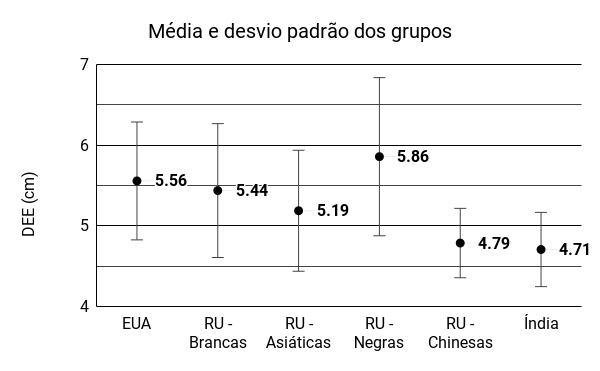 Média e desvio padrão dos grupos
DEE (cm)
7
6
5
4
5.56
5.44
5.19
5.86
4.79
4.71
EUA
RU -
Brancas
RU -
Asiáticas
RU -
Negras
RU -
Chinesas
Índia